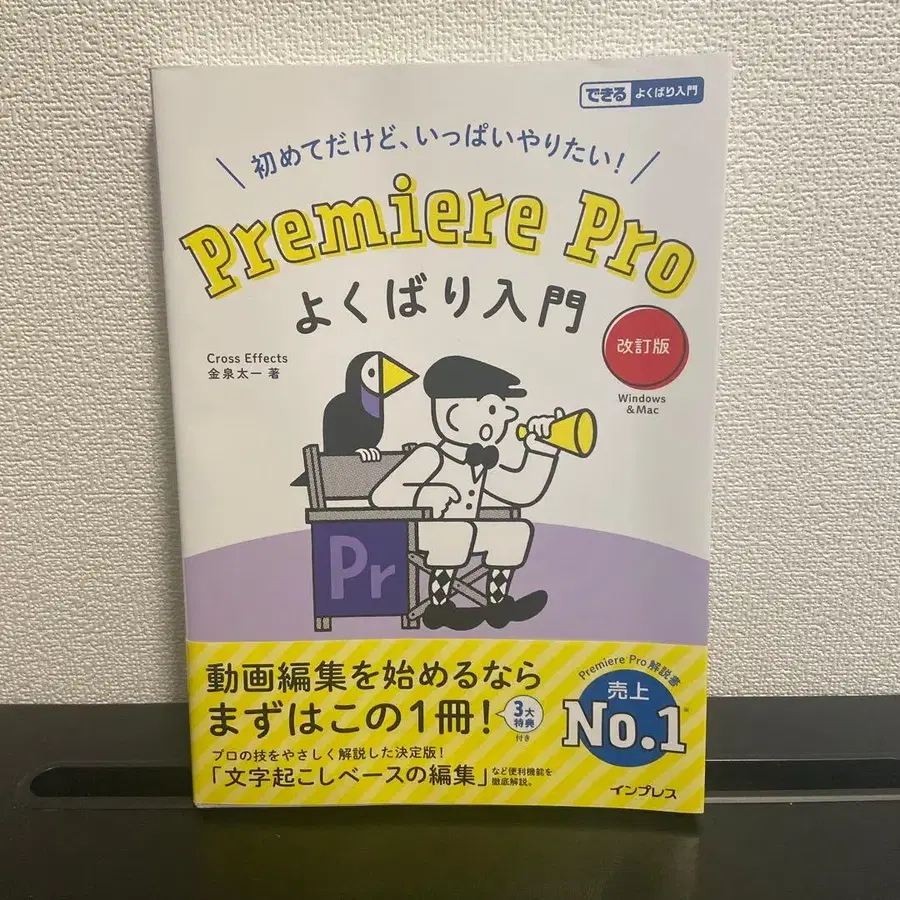 できる よくばり入門
初めてだけど、いっぱいやりたい!
Premiere Pro
よくばり入門
改訂版
Windows
&Mac
Cross Effects
金泉太一 著
Pr
動画編集を始めるなら
まずはこの1冊!
3大
特典
付き
プロの技をやさしく解説した決定版!
「文字起こしベースの編集」など便利機能を
徹底解説。
Premiere Pro 解説書
売上
No.1※
インプレス